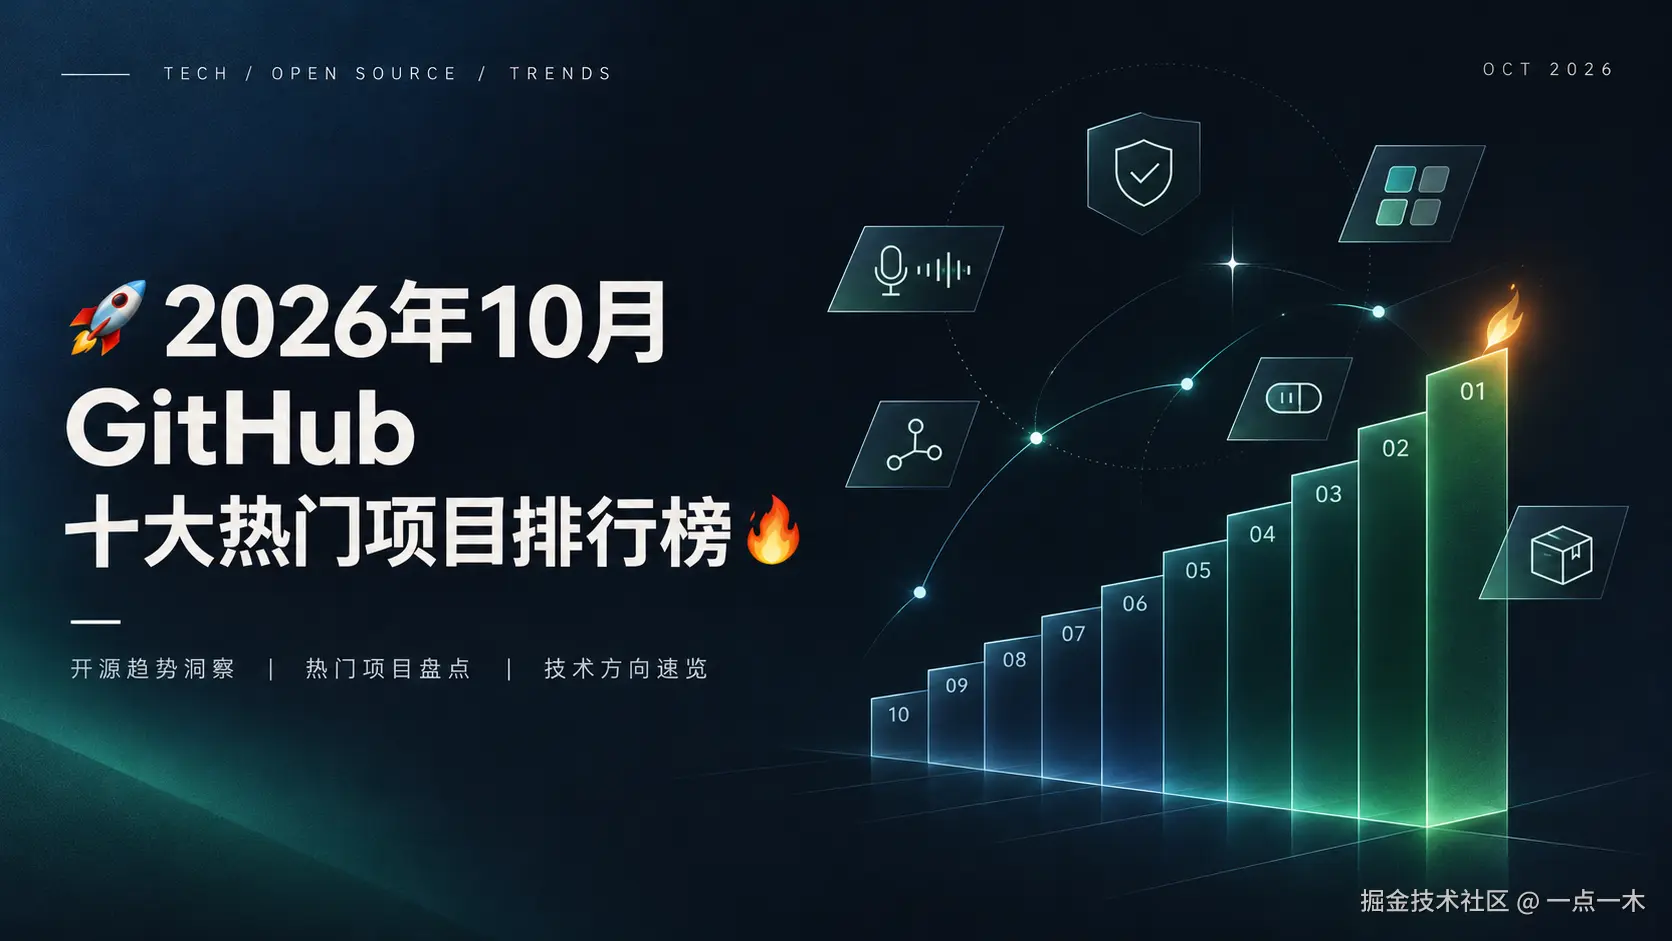 TECH / OPEN SOURCE / TRENDS
OCT 2026
🚀 2026年10月
GitHub
十大热门项目排行榜🔥
开源趋势洞察 | 热门项目盘点 | 技术方向速览
01
02
03
04
05
06
07
08
09
10
掘金技术社区 @ 一点一木